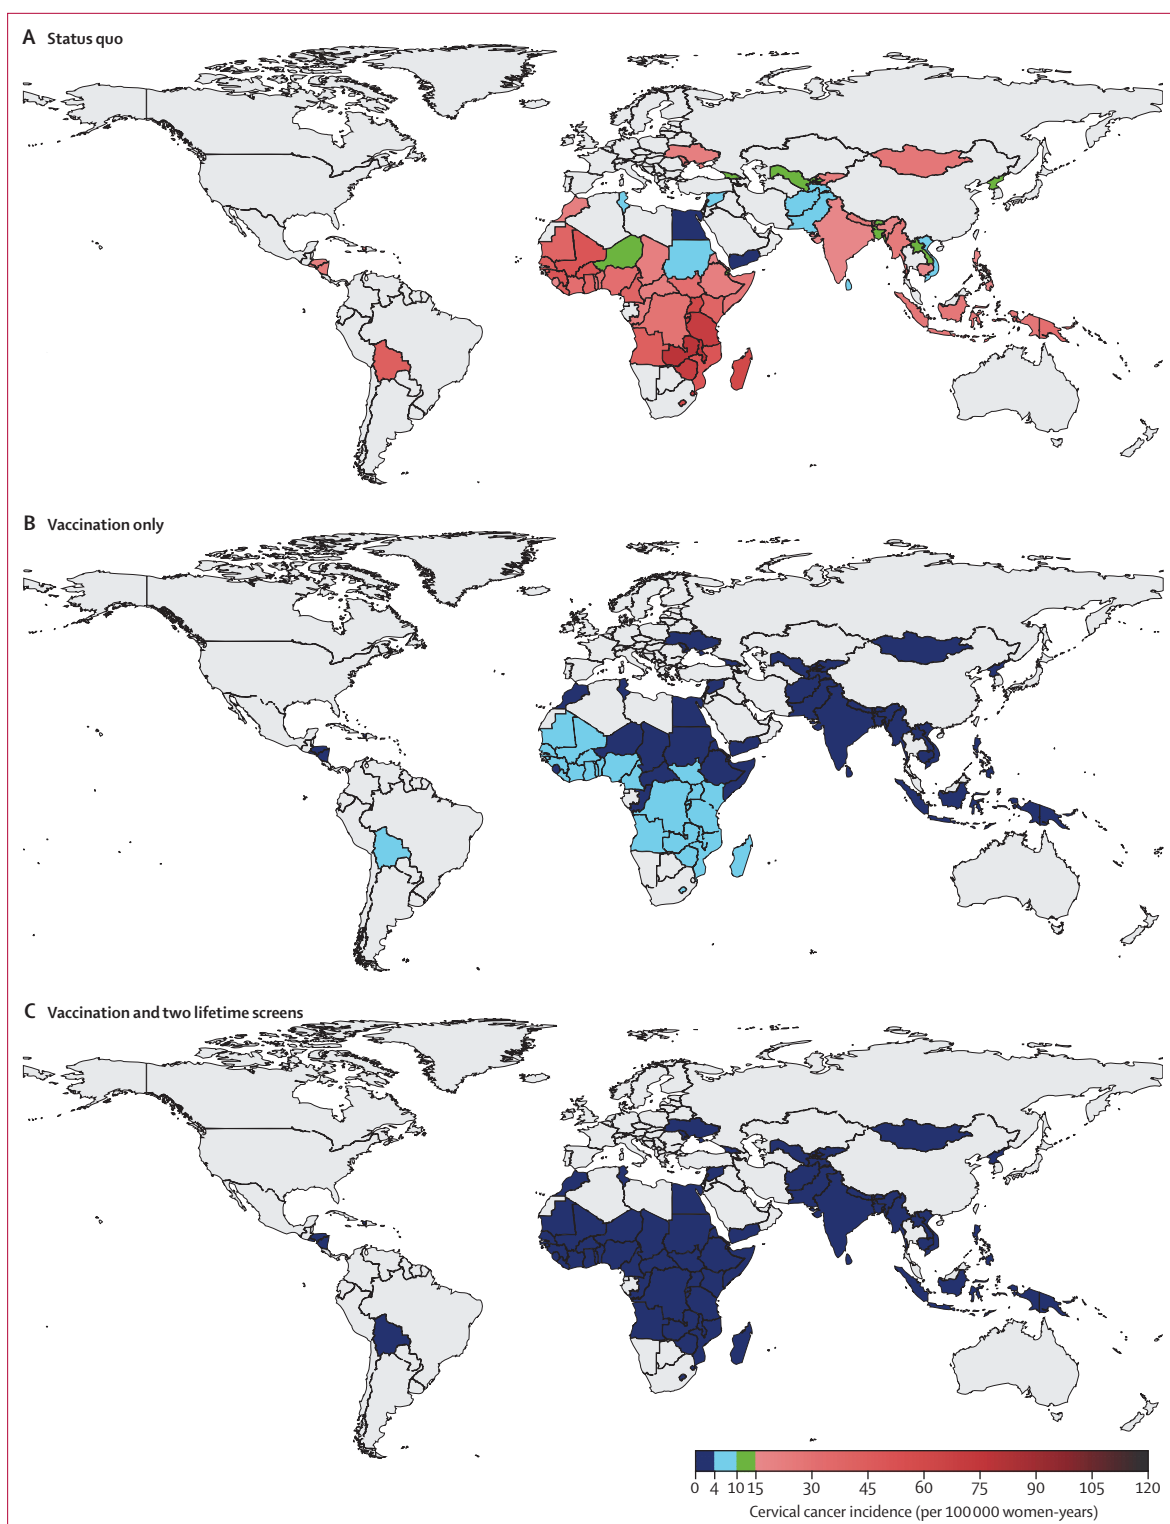 A Status quo
B Vaccination only
C Vaccination and two lifetime screens
0 4 10 15 30 45 60 75 90 105 120
Cervical cancer incidence (per 100 000 women-years)